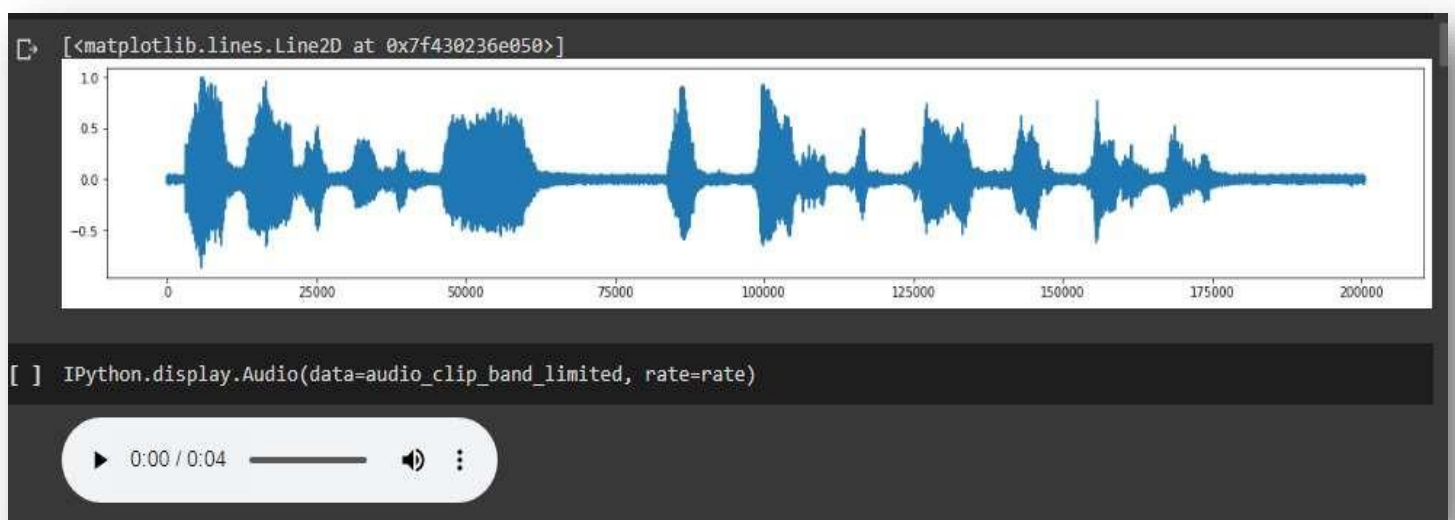 [<matplotlib.lines.Line2D at 0x7f430236e050>]
1.0
0.5
0.0
−0.5
0 25000 50000 75000 100000 125000 150000 175000 200000
[ ] IPython.display.Audio(data=audio_clip_band_limited, rate=rate)
0:00 / 0:04